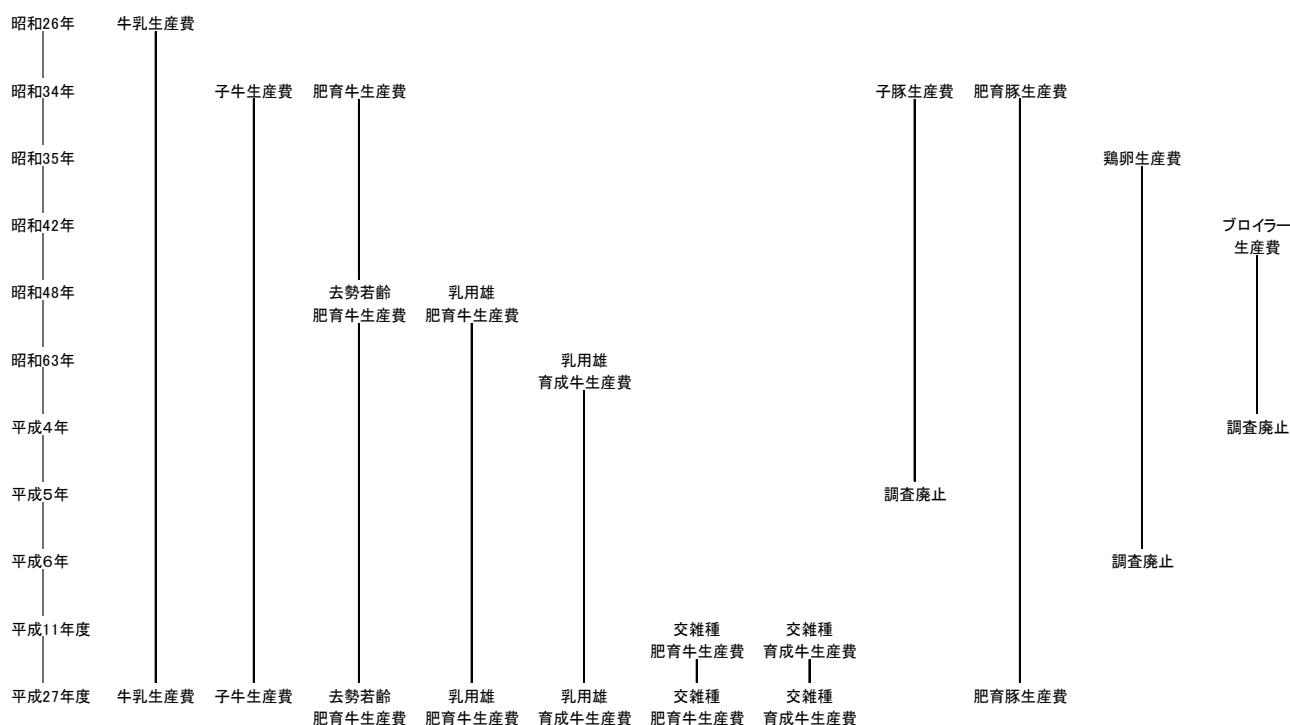 昭和26年 牛乳生産費
昭和34年 子牛生産費 肥育牛生産費 子豚生産費 肥育豚生産費
昭和35年 鶏卵生産費
昭和42年 ブロイラー
生産費
昭和48年 去勢若齢 乳用雄
肥育牛生産費 肥育牛生産費
昭和63年 乳用雄
育成牛生産費
平成4年 調査廃止
平成5年 調査廃止
平成6年 調査廃止
平成11年度 交雑種 交雑種
肥育牛生産費 育成牛生産費
平成27年度 牛乳生産費 子牛生産費 去勢若齢 乳用雄 乳用雄 交雑種 交雑種 肥育豚生産費
肥育牛生産費 肥育牛生産費 育成牛生産費 肥育牛生産費 育成牛生産費